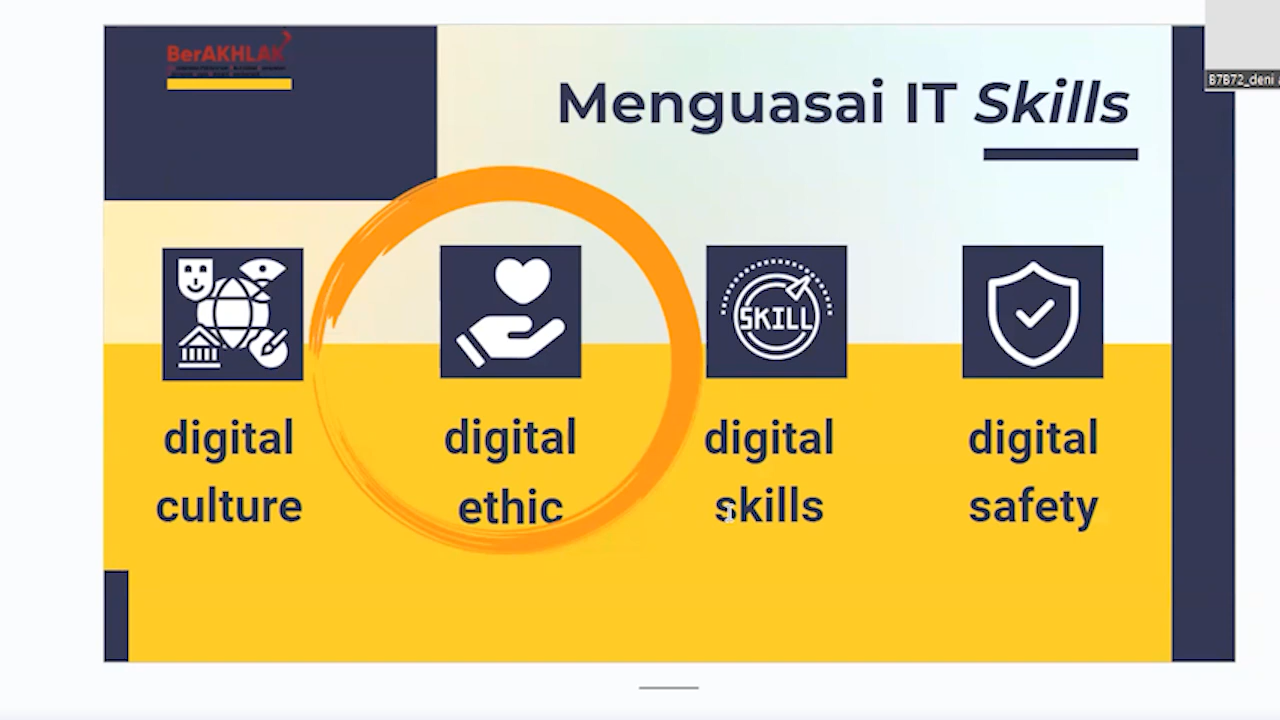 BerAKHLAK
Menguasai IT Skills
B7B72_deni
SKILL
digital
culture
digital
ethic
digital
skills
digital
safety